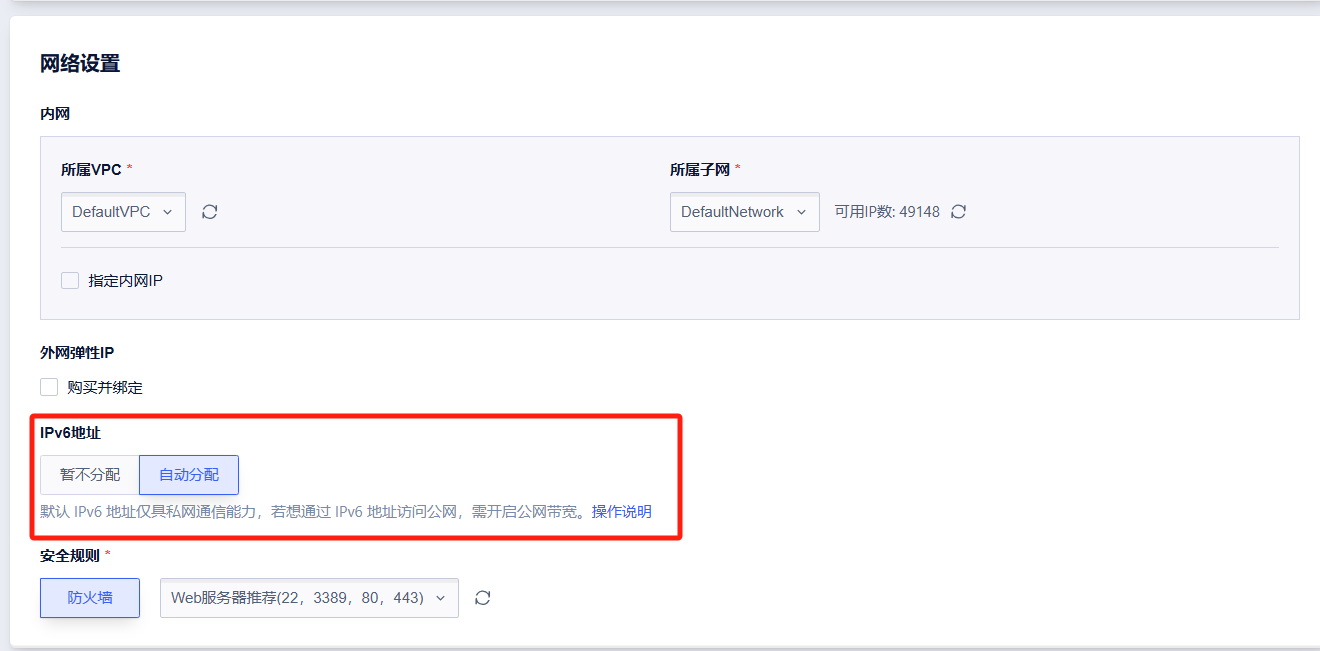 网络设置
内网
所属VPC *
所属子网 *
DefaultVPC
DefaultNetwork
可用IP数: 49148
指定内网IP
外网弹性IP
购买并绑定
IPv6地址
暂不分配
自动分配
默认 IPv6 地址仅具私网通信能力，若想通过 IPv6 地址访问公网，需开启公网带宽。操作说明
安全规则 *
防火墙
Web服务器推荐(22，3389，80，443)